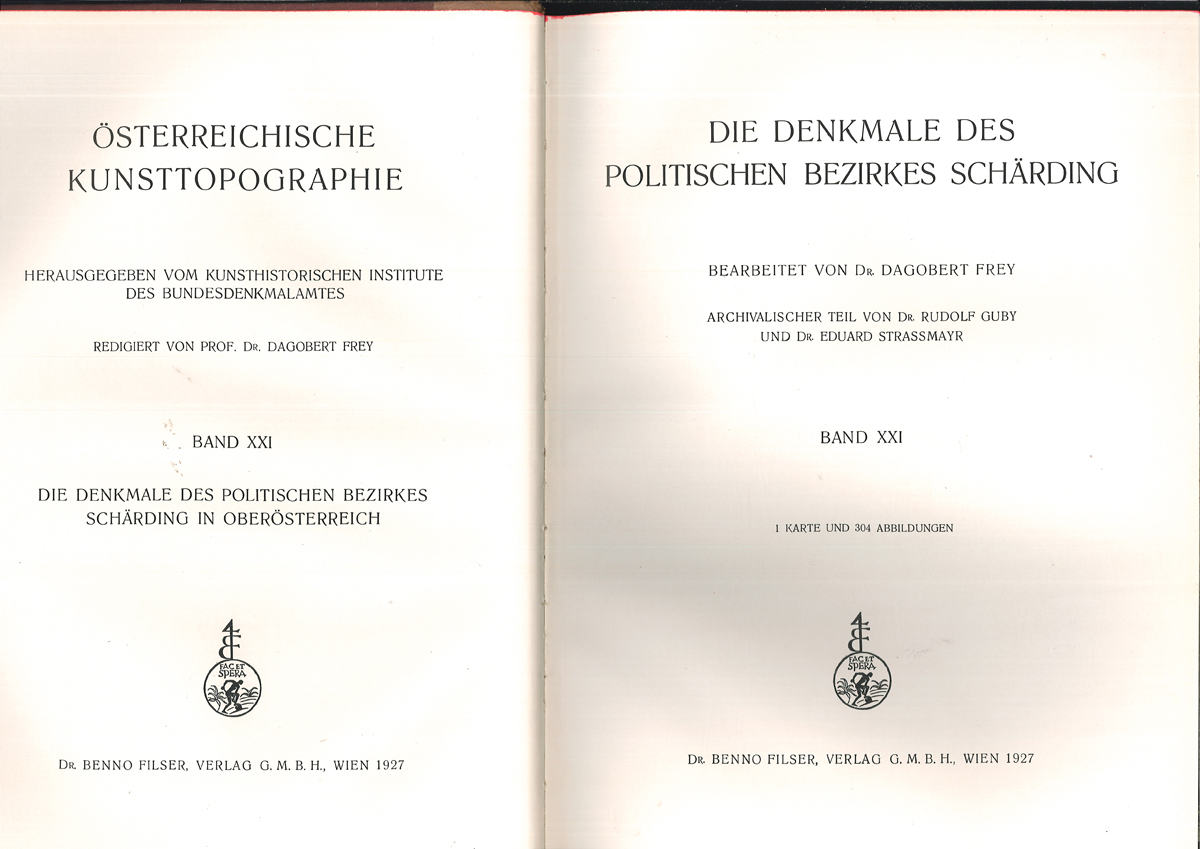 ÖSTERREICHISCHE
KUNSTTOPOGRAPHIE
HERAUSGEGEBEN VOM KUNSTHISTORISCHEN INSTITUTE
DES BUNDESDENKMALAMTES
REDIGIERT VON PROF. DR. DAGOBERT FREY
BAND XXI
DIE DENKMALE DES POLITISCHEN BEZIRKES
SCHÄRDING IN OBERÖSTERREICH
FAC ET
SPERA
DR. BENNO FILSER, VERLAG G. M. B. H., WIEN 1927
DIE DENKMALE DES
POLITISCHEN BEZIRKES SCHÄRDING
BEARBEITET VON DR. DAGOBERT FREY
ARCHIVALISCHER TEIL VON DR. RUDOLF GUBY
UND DR. EDUARD STRASSMAYR
BAND XXI
1 KARTE UND 304 ABBILDUNGEN
FAC ET
SPERA
DR. BENNO FILSER, VERLAG G. M. B. H., WIEN 1927